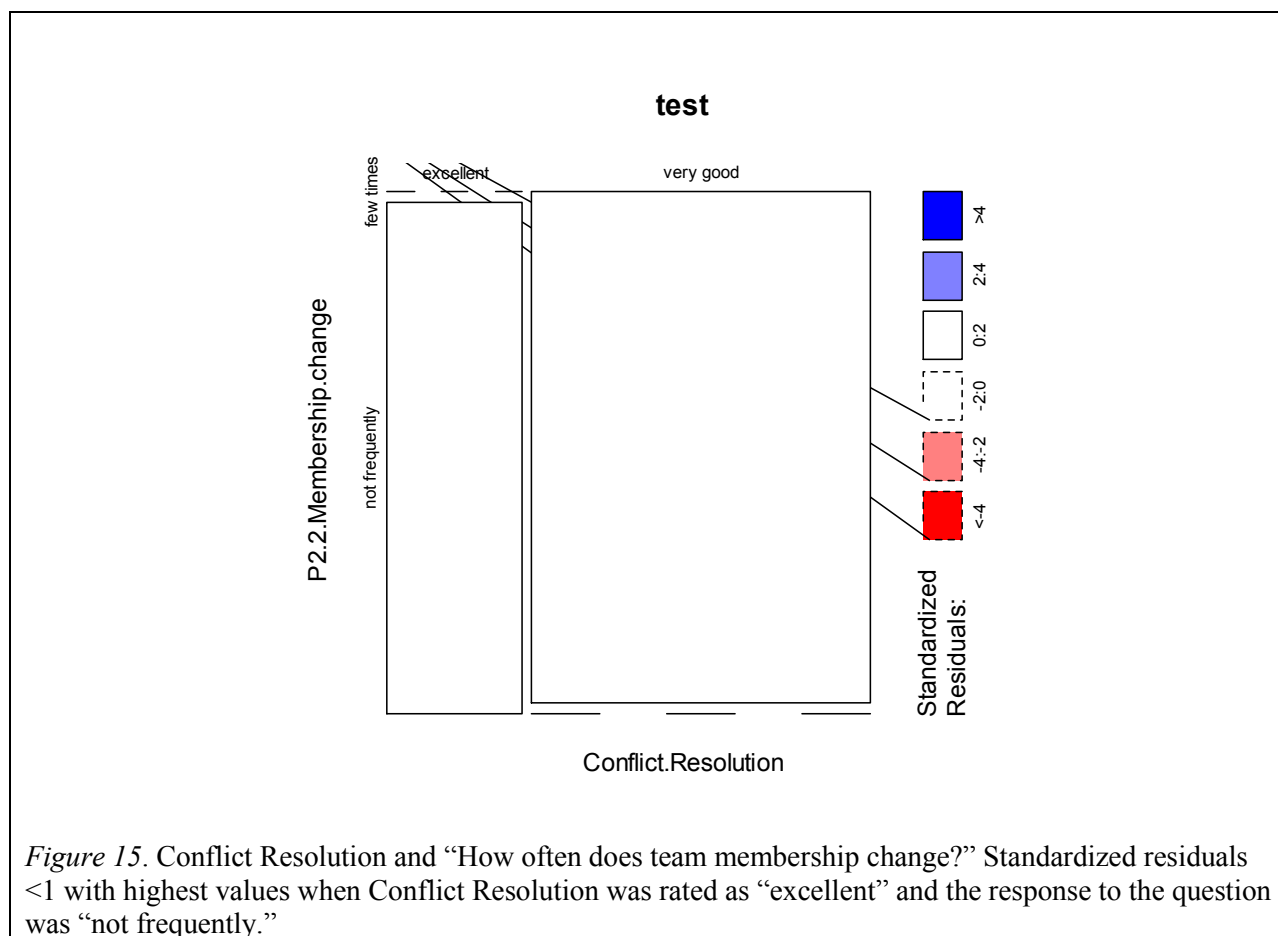 test
few times
excellent
very good
P2.2.Membership.change
not frequently
>4
2:4
0:2
-2:0
-4:-2
<-4
Standardized
Residuals:
Conflict.Resolution
Figure 15. Conflict Resolution and “How often does team membership change?” Standardized residuals
<1 with highest values when Conflict Resolution was rated as “excellent” and the response to the question
was “not frequently.”